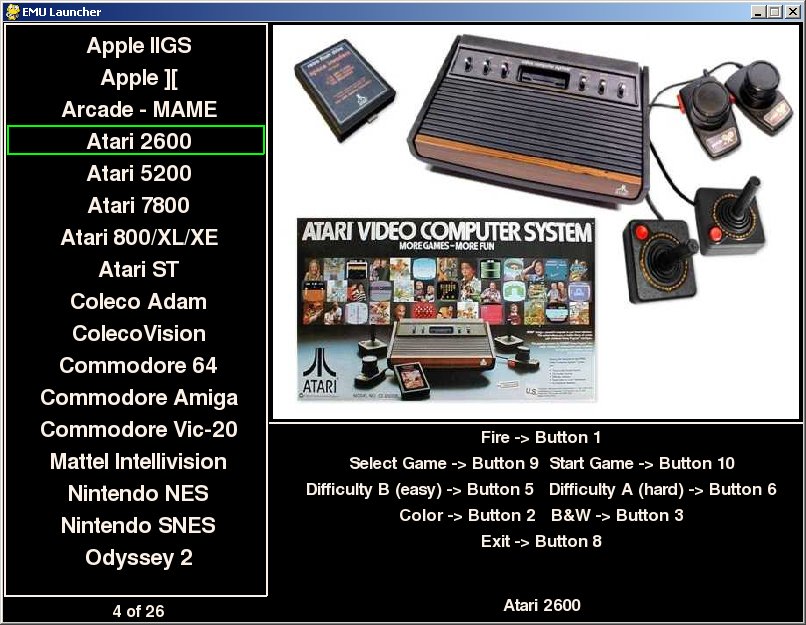 EMU Launcher
Apple IIGS
Apple ][
Arcade - MAME
Atari 2600
Atari 5200
Atari 7800
Atari 800/XL/XE
Atari ST
Coleco Adam
ColecoVision
Commodore 64
Commodore Amiga
Commodore Vic-20
Mattel Intellivision
Nintendo NES
Nintendo SNES
Odyssey 2
4 of 26
ATARI VIDEO COMPUTER SYSTEM
MORE GAMES - MORE FUN
ATARI
Fire -> Button 1
Select Game -> Button 9 Start Game -> Button 10
Difficulty B (easy) -> Button 5 Difficulty A (hard) -> Button 6
Color -> Button 2 B&W -> Button 3
Exit -> Button 8
Atari 2600